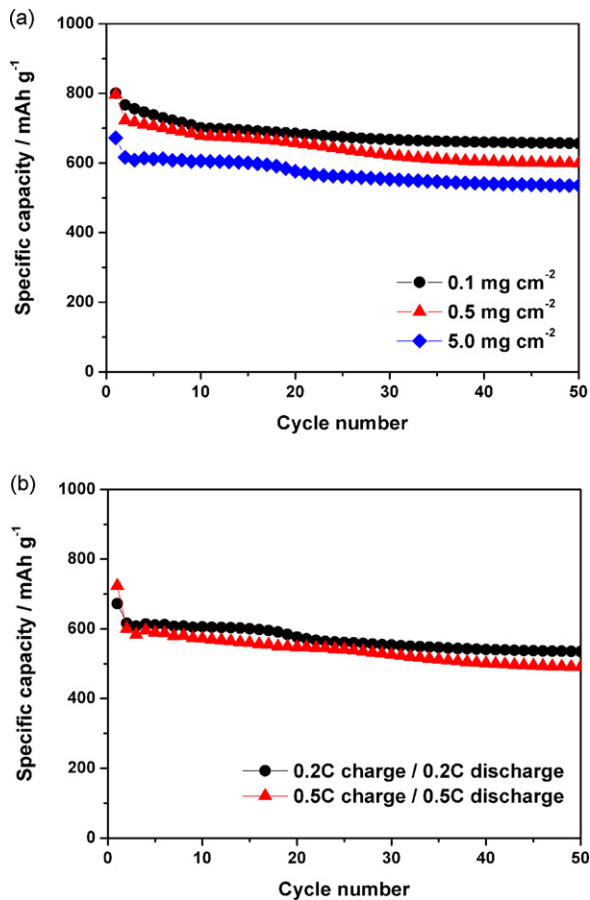 (a)
1000
800
600
400
200
0
Specific capacity / mAh g⁻¹
0.1 mg cm⁻²
0.5 mg cm⁻²
5.0 mg cm⁻²
0 10 20 30 40 50
Cycle number
(b)
1000
800
600
400
200
0
Specific capacity / mAh g⁻¹
0.2C charge / 0.2C discharge
0.5C charge / 0.5C discharge
0 10 20 30 40 50
Cycle number